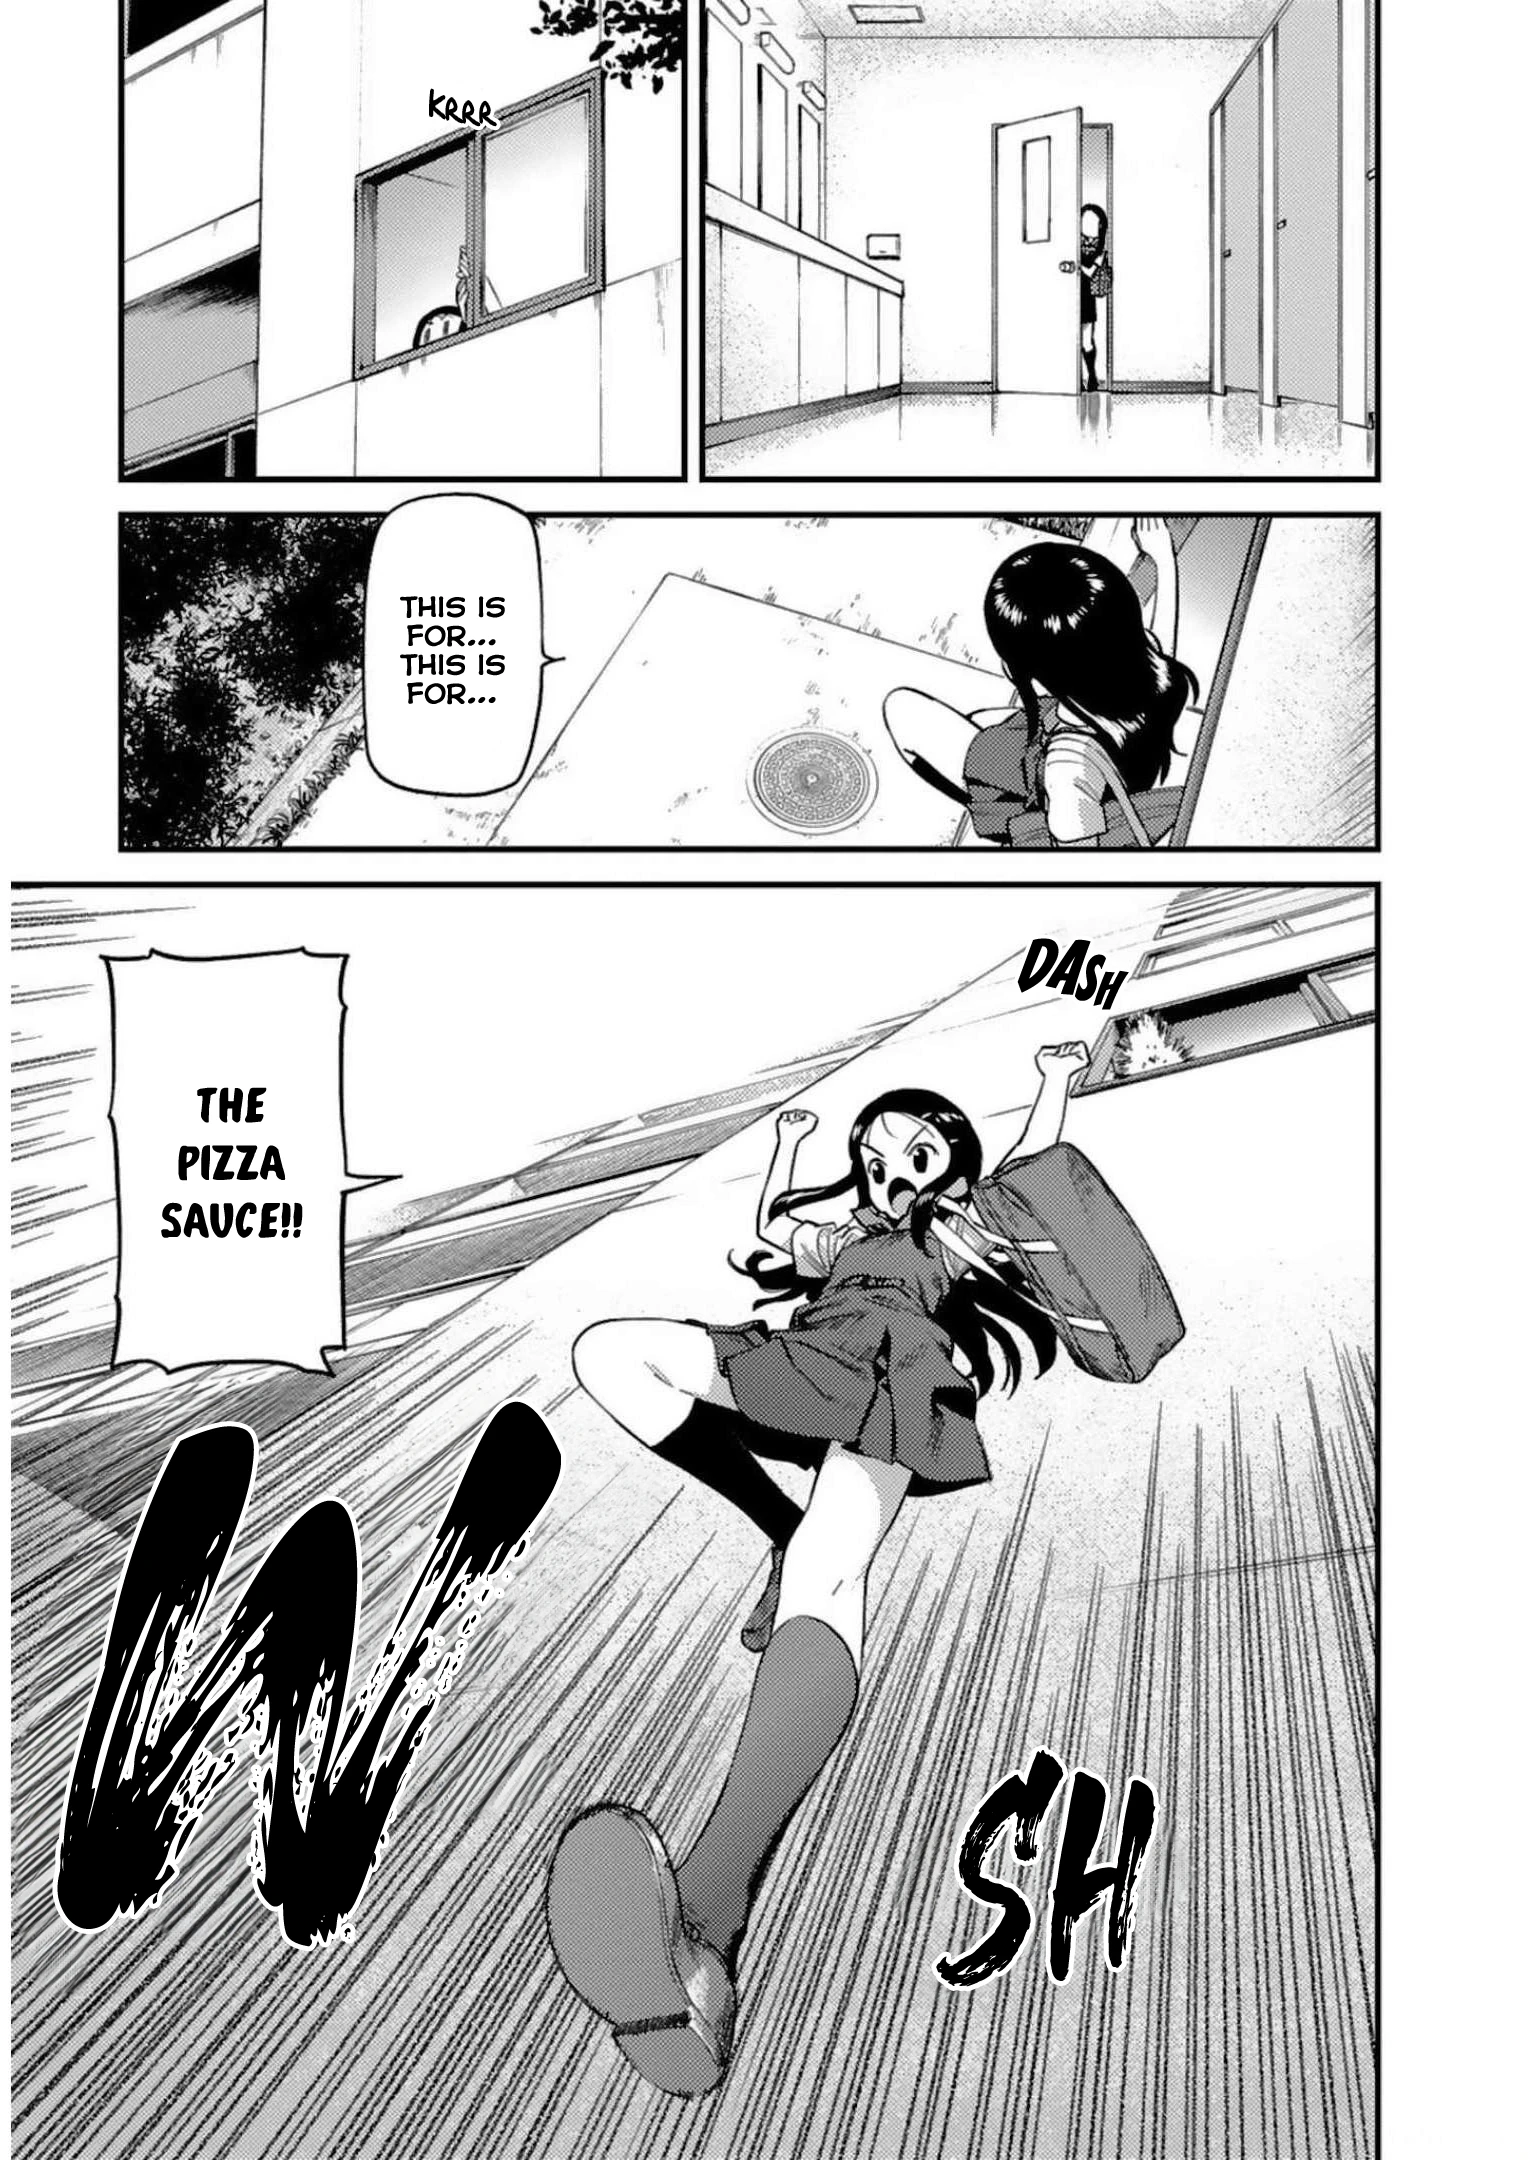 KRRR
THIS IS
FOR...
THIS IS
FOR...
DASH
THE
PIZZA
SAUCE!!
W
SH